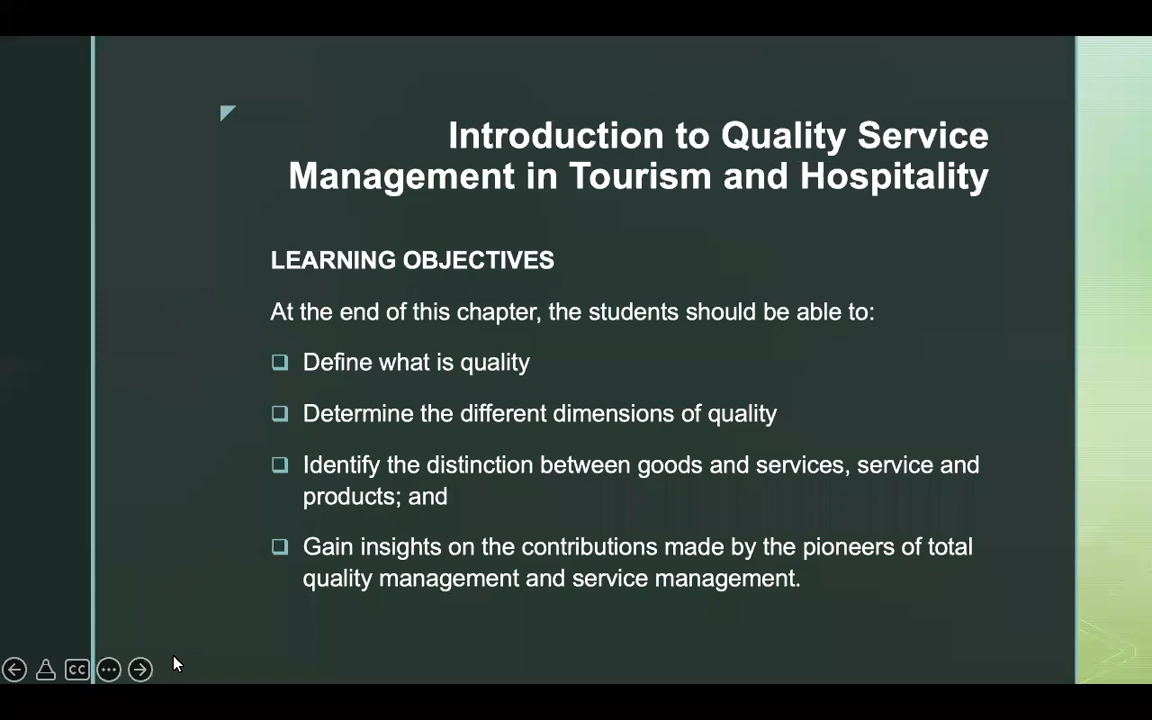 Introduction to Quality Service
Management in Tourism and Hospitality
LEARNING OBJECTIVES
At the end of this chapter, the students should be able to:
Define what is quality
Determine the different dimensions of quality
Identify the distinction between goods and services, service and
products; and
Gain insights on the contributions made by the pioneers of total
quality management and service management.
CC